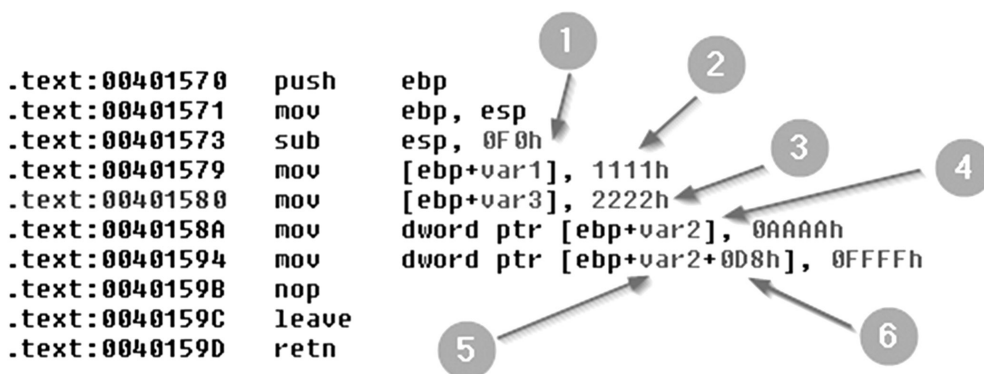 1
2
.text:00401570 push ebp
.text:00401571 mov ebp, esp
.text:00401573 sub esp, 0F0h
3
.text:00401579 mov [ebp+var1], 1111h
4
.text:00401580 mov [ebp+var3], 2222h
.text:0040158A mov dword ptr [ebp+var2], 0AAAAh
.text:00401594 mov dword ptr [ebp+var2+0D8h], 0FFFFh
.text:0040159B nop
.text:0040159C leave
5
6
.text:0040159D retn